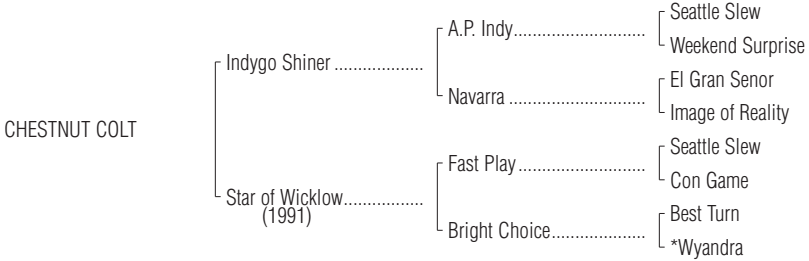 Seattle Slew
A.P. Indy..............................
Weekend Surprise
Indygo Shiner ....................
El Gran Senor
Navarra ...............................
Image of Reality
CHESTNUT COLT
Seattle Slew
Fast Play.............................
Con Game
Star of Wicklow..................
(1991)
Best Turn
Bright Choice.....................
*Wyandra